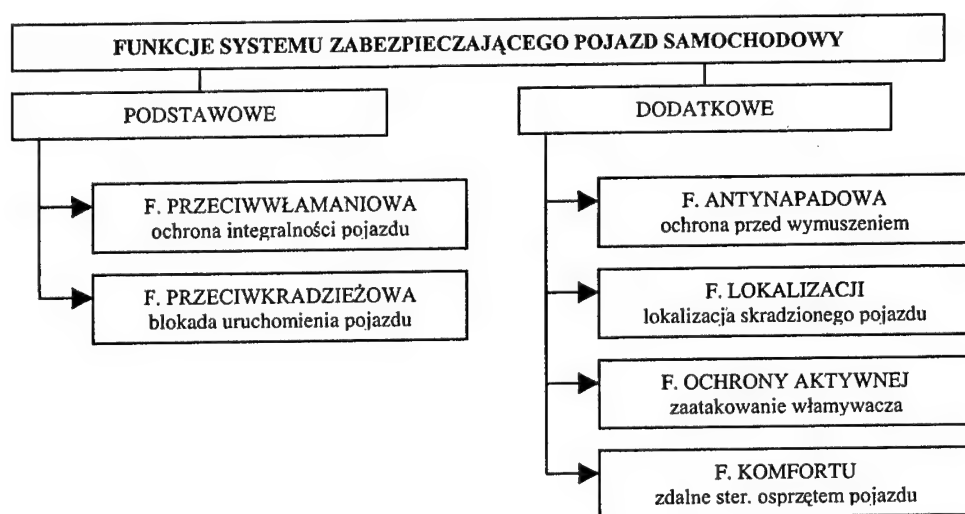 FUNKCJE SYSTEMU ZABEZPIECZAJĄCEGO POJAZD SAMOCHODOWY
PODSTAWOWE
F. PRZECIWWŁAMANIOWA
ochrona integralności pojazdu
F. PRZECIWKRADZIEŻOWA
blokada uruchomienia pojazdu
DODATKOWE
F. ANTYNAPADOWA
ochrona przed wymuszeniem
F. LOKALIZACJI
lokalizacja skradzionego pojazdu
F. OCHRONY AKTYWNEJ
zaatakowanie włamywacza
F. KOMFORTU
zdalne ster. osprzętem pojazdu